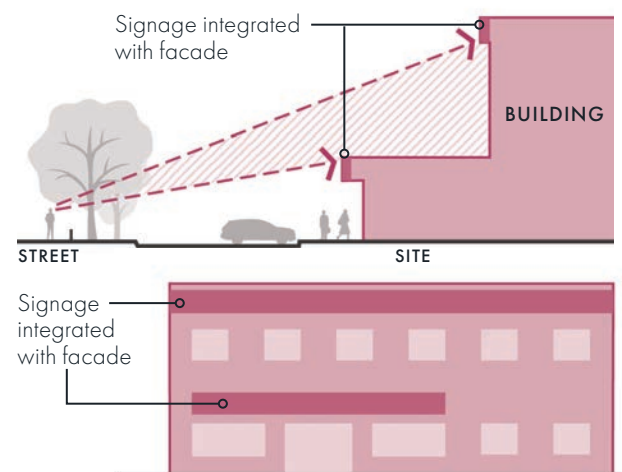 Signage integrated
with facade
BUILDING
STREET
SITE
Signage
integrated
with facade